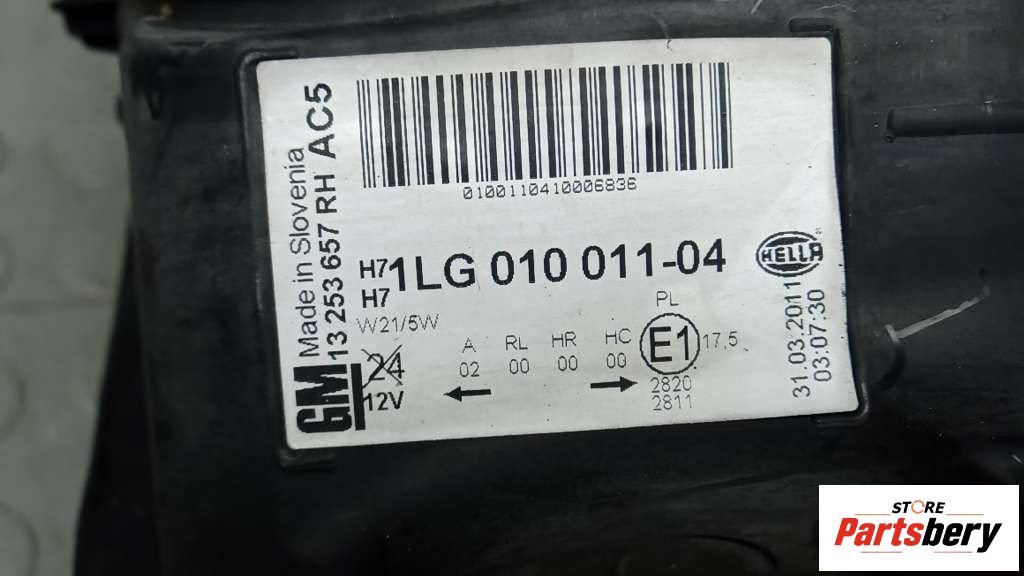 0100110410006836
Made in Slovenia
13 253 657 RH AC5
GM
H7 1LG 010 011-04
H7
W21/5W
24
12V
A RL HR HC
02 00 00 00
PL
E1 17,5
2820
2811
HELLA
31.03.2011
03:07:30
STORE
Partsbery